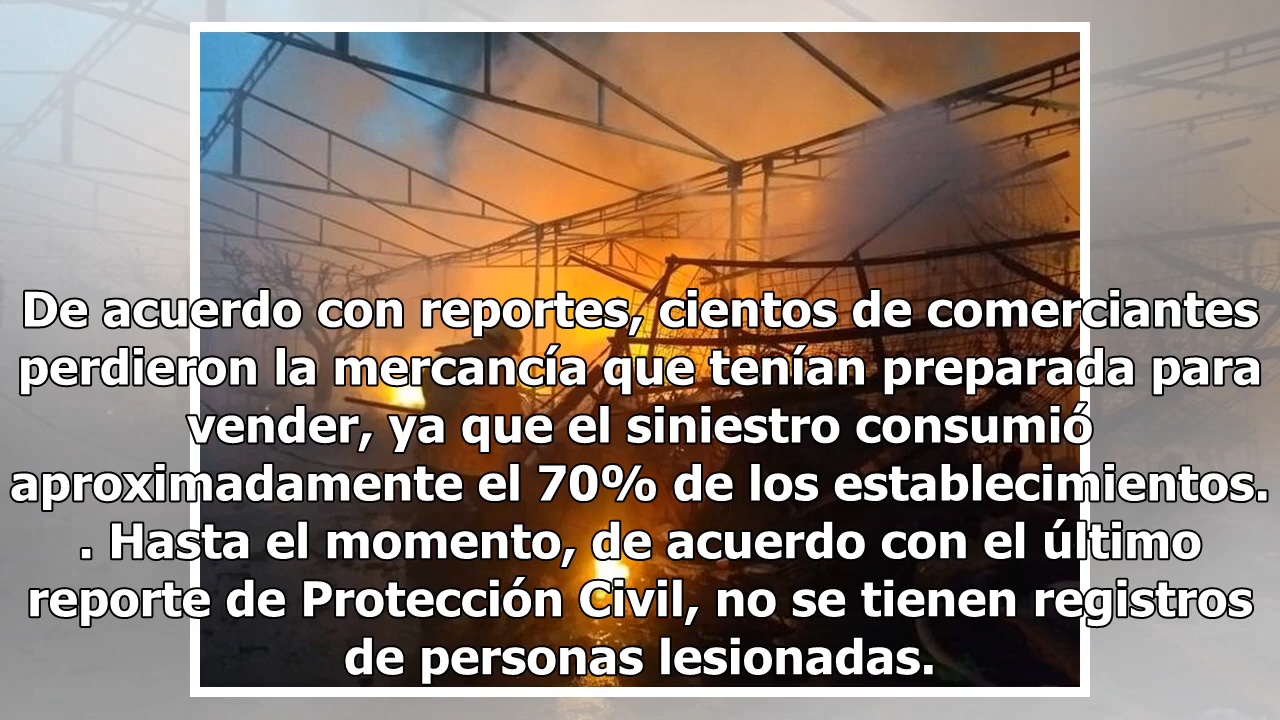 De acuerdo con reportes, cientos de comerciantes
perdieron la mercancía que tenían preparada para
vender, ya que el siniestro consumió
aproximadamente el 70% de los establecimientos.
. Hasta el momento, de acuerdo con el último
reporte de Protección Civil, no se tienen registros
de personas lesionadas.